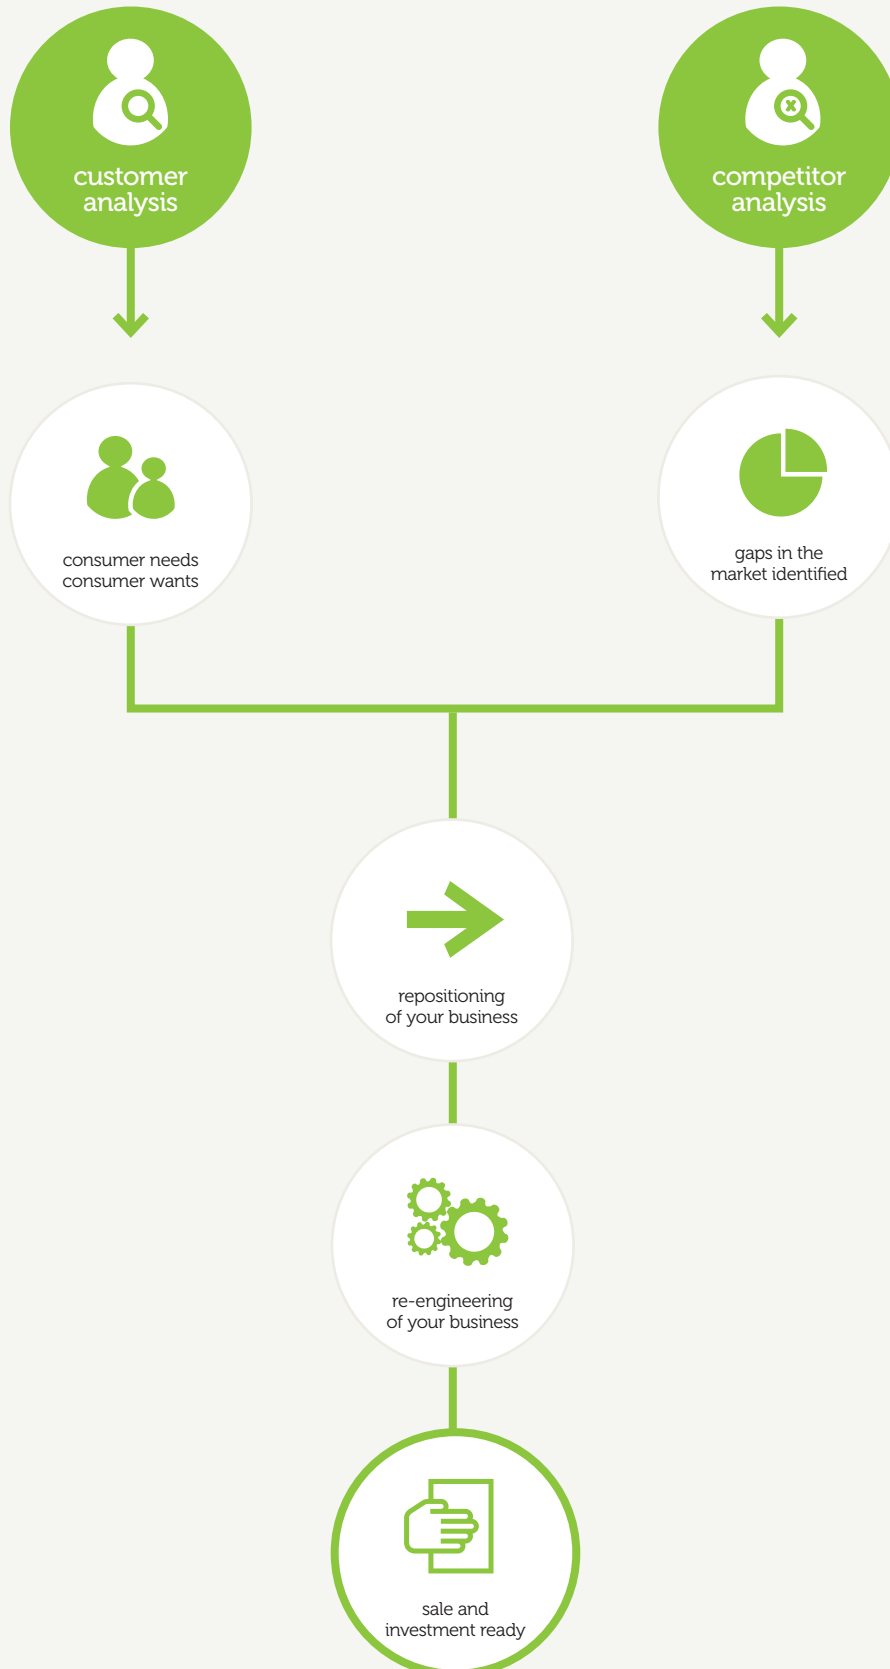 customer
analysis
competitor
analysis
consumer needs
consumer wants
gaps in the
market identified
repositioning
of your business
re-engineering
of your business
sale and
investment ready